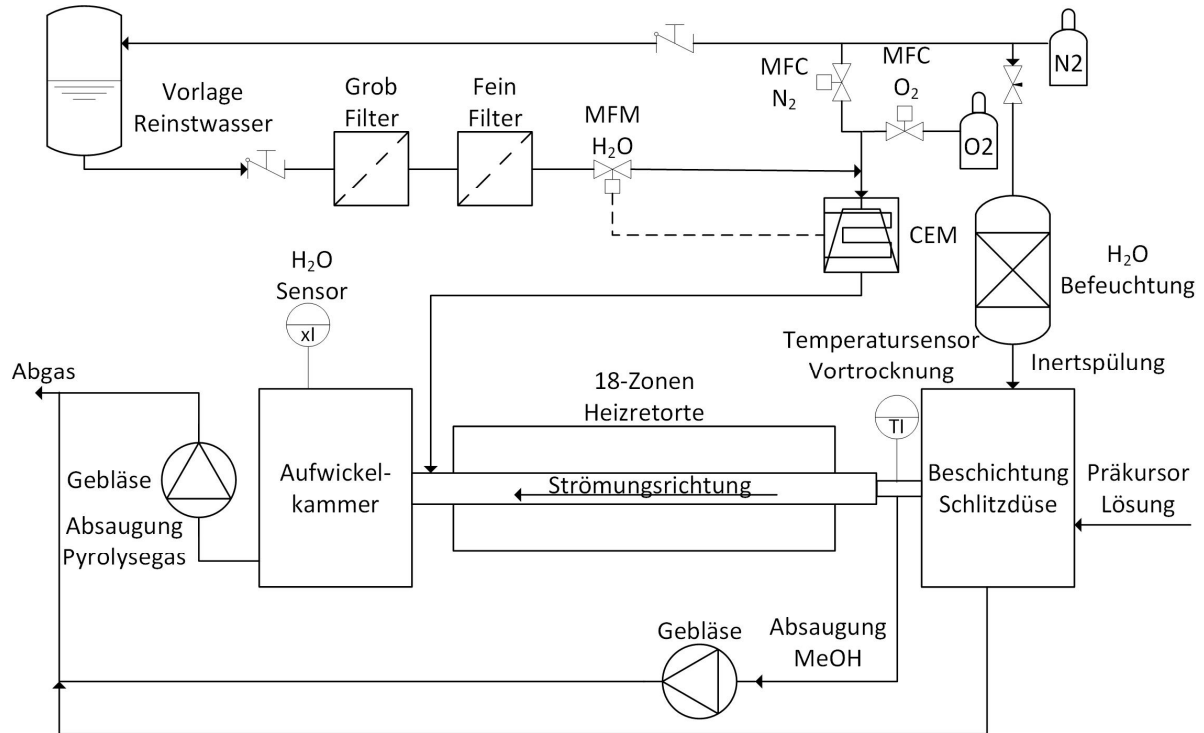 N2
MFC
N₂
MFC
O₂
O2
Vorlage
Reinstwasser
Grob
Filter
Fein
Filter
MFM
H₂O
CEM
H₂O
Befeuchtung
H₂O
Sensor
xI
Temperatursensor
Vortrocknung
Inertspülung
Abgas
18-Zonen
Heizretorte
TI
Gebläse
Absaugung
Pyrolysegas
Aufwickel-
kammer
Strömungsrichtung
Beschichtung
Schlitzdüse
Präkursor
Lösung
Gebläse
Absaugung
MeOH